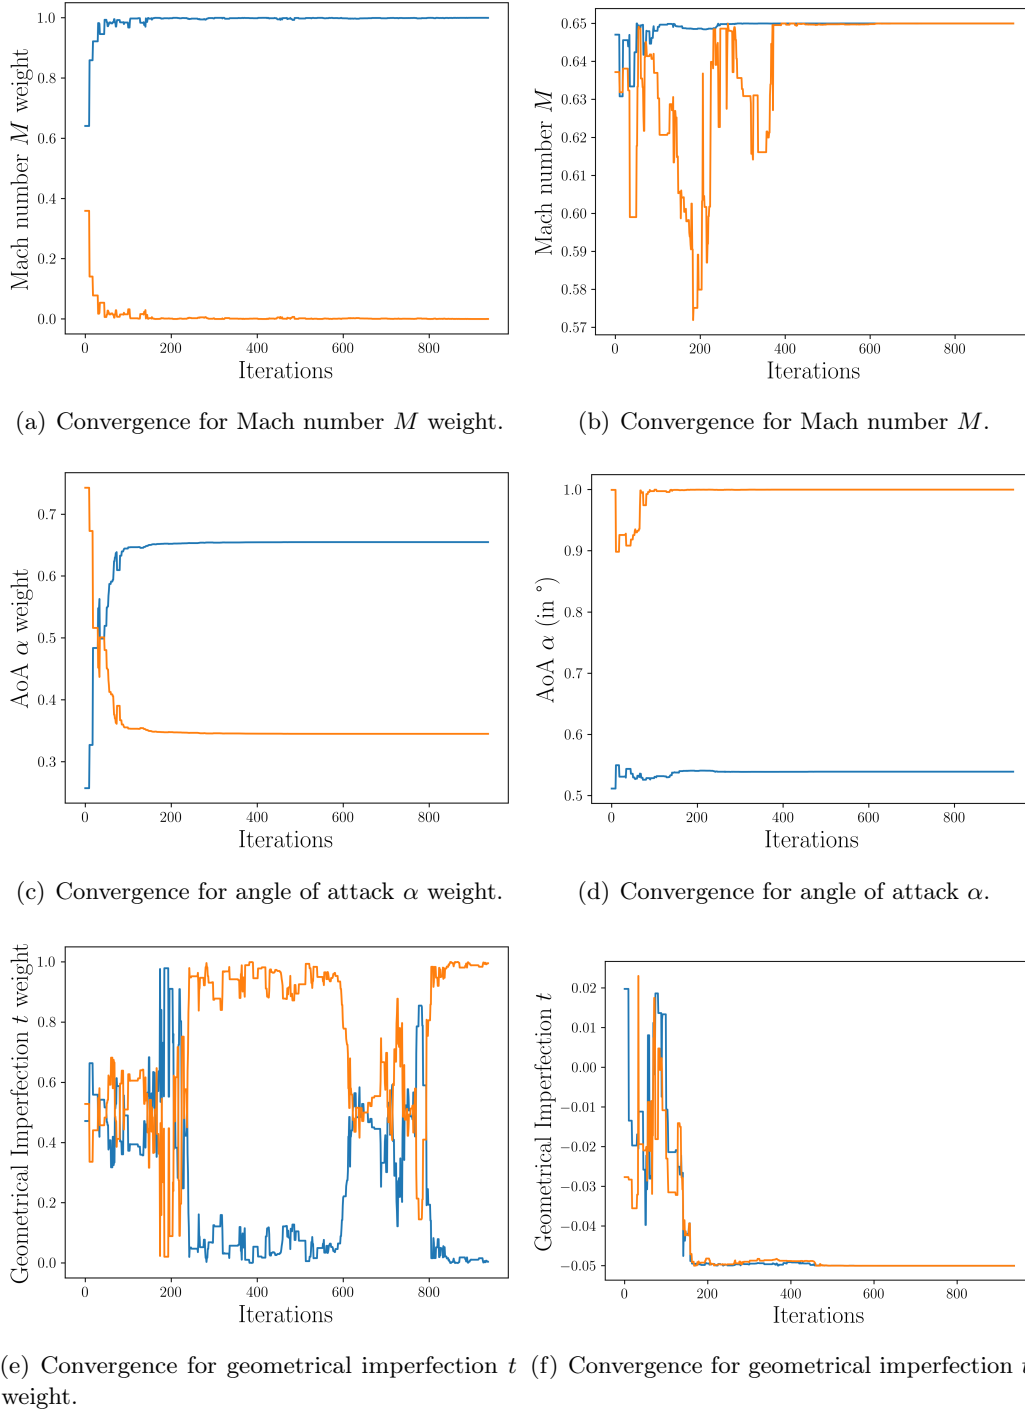 1.0
0.8
0.6
0.4
0.2
0.0
Mach number M weight
0 200 400 600 800
Iterations
0.65
0.64
0.63
0.62
0.61
0.60
0.59
0.58
0.57
Mach number M
0 200 400 600 800
Iterations
(a) Convergence for Mach number M weight.
(b) Convergence for Mach number M.
0.7
0.6
0.5
0.4
0.3
AoA α weight
0 200 400 600 800
Iterations
1.0
0.9
0.8
0.7
0.6
0.5
AoA α (in °)
0 200 400 600 800
Iterations
(c) Convergence for angle of attack α weight.
(d) Convergence for angle of attack α.
1.0
0.8
0.6
0.4
0.2
0.0
Geometrical Imperfection t weight
0 200 400 600 800
Iterations
0.02
0.01
0.00
−0.01
−0.02
−0.03
−0.04
−0.05
Geometrical Imperfection t
0 200 400 600 800
Iterations
(e) Convergence for geometrical imperfection t
weight.
(f) Convergence for geometrical imperfection t